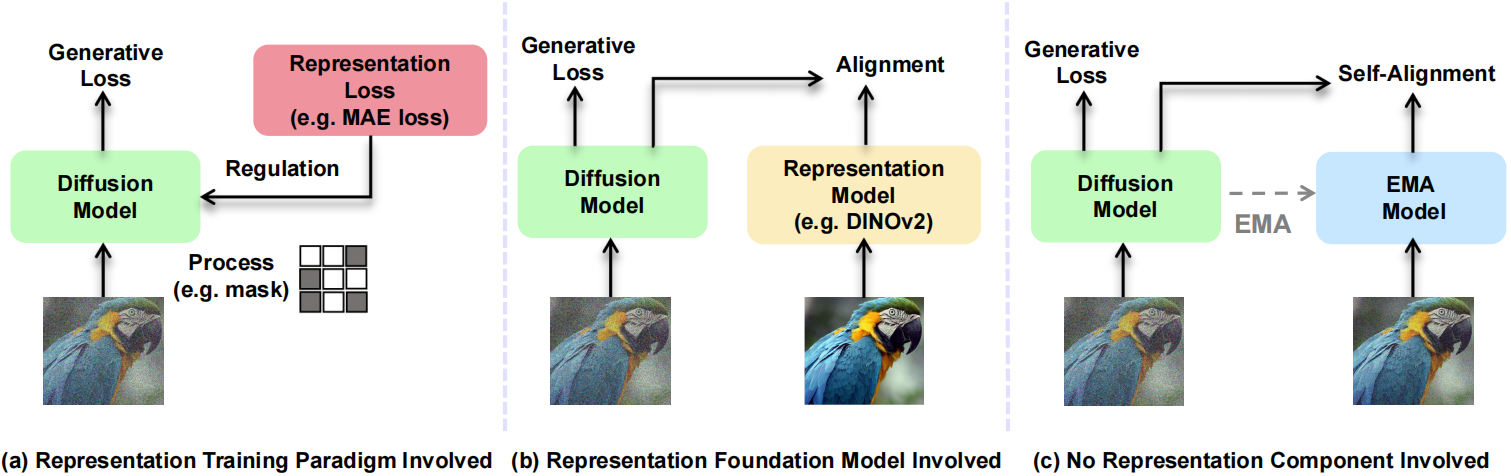 Generative
Loss
Representation
Loss
(e.g. MAE loss)
Regulation
Diffusion
Model
Process
(e.g. mask)
(a) Representation Training Paradigm Involved
Generative
Loss
Alignment
Diffusion
Model
Representation
Model
(e.g. DINOv2)
(b) Representation Foundation Model Involved
Generative
Loss
Self-Alignment
Diffusion
Model
EMA
EMA
Model
(c) No Representation Component Involved